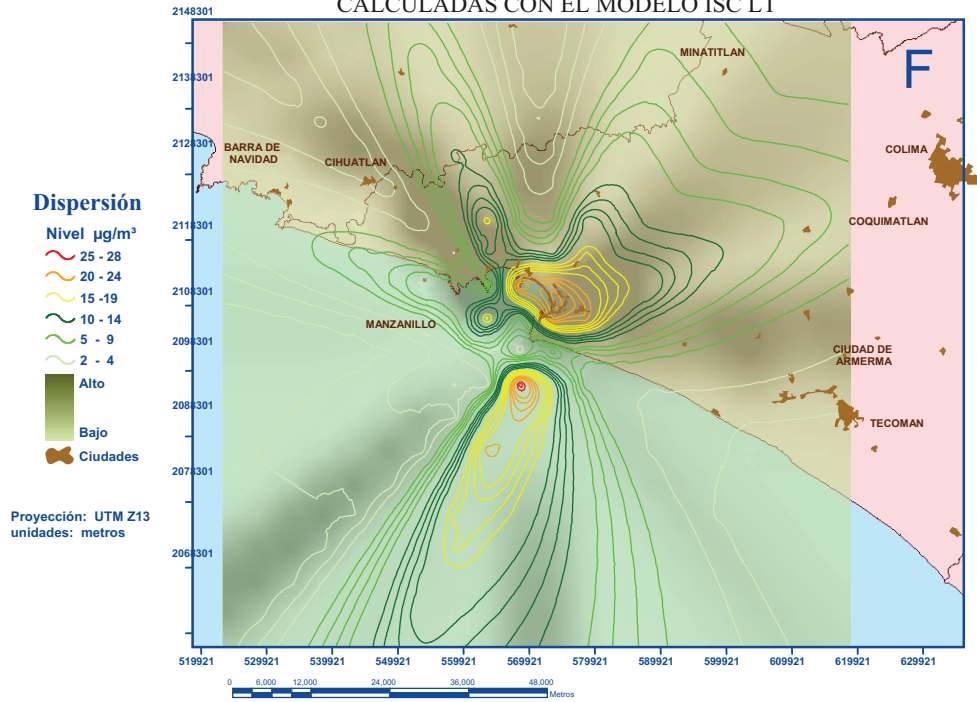 CALCULADAS CON EL MODELO ISC LT
2148301
2138301
2128301
2118301
2108301
2098301
2088301
2078301
2068301
F
MINATITLAN
BARRA DE
NAVIDAD
CIHUATLAN
COLIMA
COQUIMATLAN
MANZANILLO
CIUDAD DE
ARMERMA
TECOMAN
Dispersión
Nivel µg/m³
25 - 28
20 - 24
15 -19
10 - 14
5 - 9
2 - 4
Alto
Bajo
Ciudades
Proyección: UTM Z13
unidades: metros
519921 529921 539921 549921 559921 569921 579921 589921 599921 609921 619921 629921
0 6,000 12,000 24,000 36,000 48,000
Metros